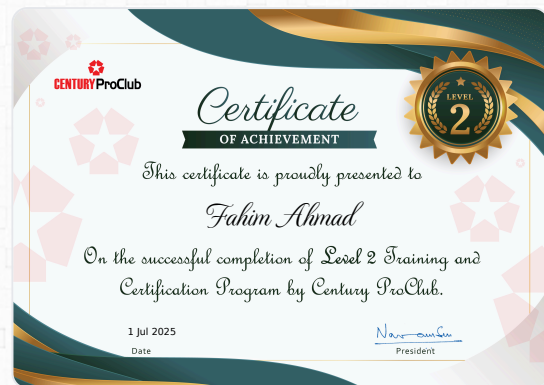 CENTURY ProClub
Certificate
OF ACHIEVEMENT
LEVEL
2
This certificate is proudly presented to
Fahim Ahmad
On the successful completion of Level 2 Training and
Certification Program by Century ProClub.
1 Jul 2025
Date
President